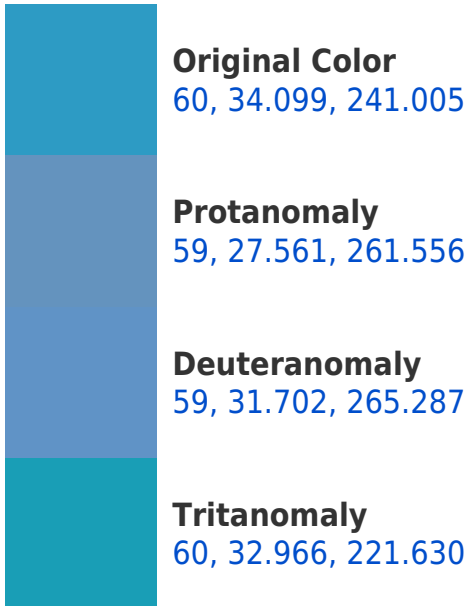 Original Color
60, 34.099, 241.005
Protanomaly
59, 27.561, 261.556
Deuteranomaly
59, 31.702, 265.287
Tritanomaly
60, 32.966, 221.630